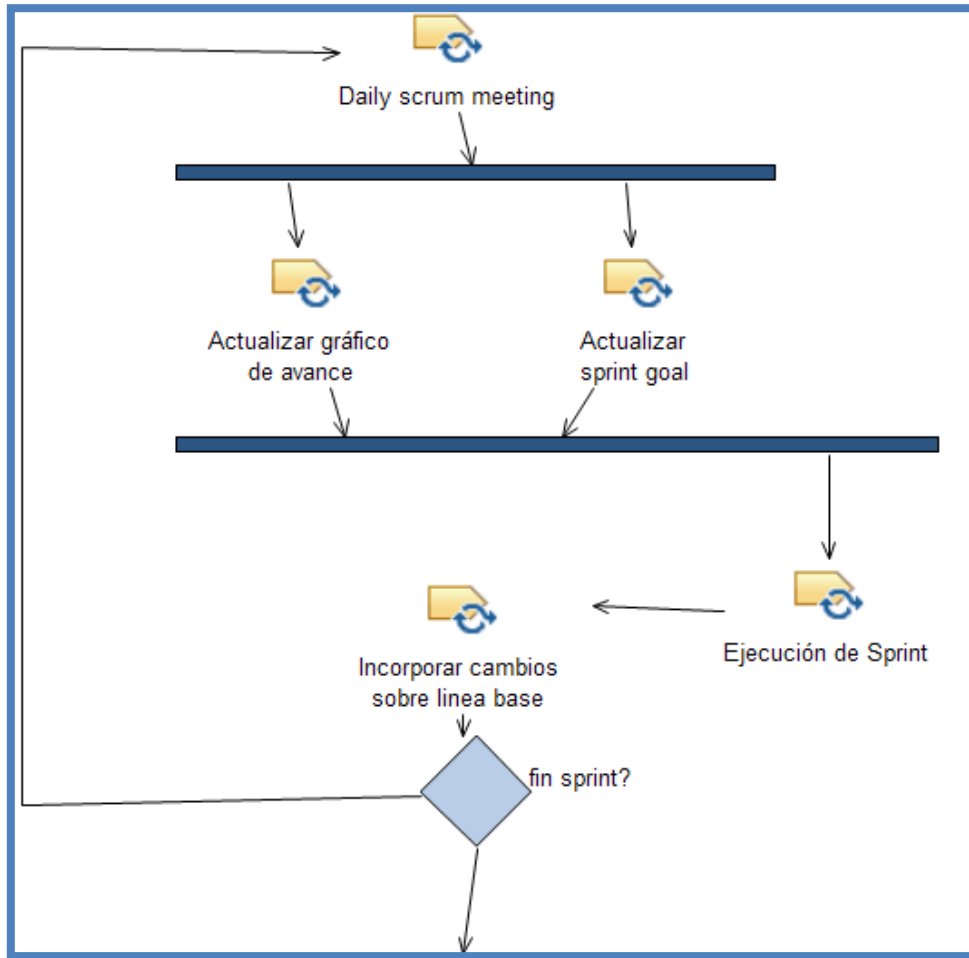 Daily scrum meeting
Actualizar gráfico
de avance
Actualizar
sprint goal
Ejecución de Sprint
Incorporar cambios
sobre linea base
fin sprint?